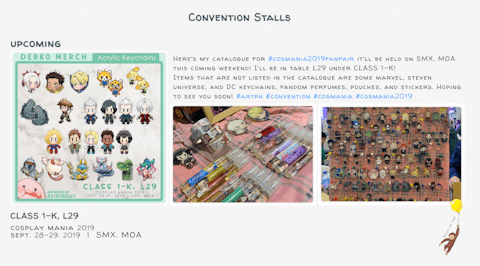 Convention Stalls
UPCOMING
DERKO MERCH Acrylic Keychains
Here's my catalogue for #cosmania2019fanfair it'll be held on SMX, MOA
this coming weekend! I'll be in table L29 under CLASS 1-K!
Items that are not listed in the catalogue are some marvel, steven
universe, and DC keychains, fandom perfumes, pouches, and stickers. Hoping
to see you soon! #artph #convention #cosmania #cosmania2019
CLASS 1-K, L29
COSPLAY MANIA 2019
SEPT. 28-29, 2019 | SMX, MOA
CLASS 1-K, L29
COSPLAY MANIA 2019
SEPT. 28-29, 2019 | SMX. MOA